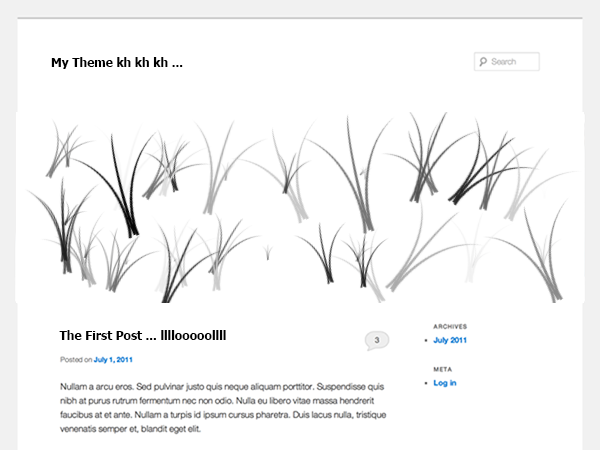 My Theme kh kh kh ...
Search
The First Post ... llllooooollll
3
Posted on July 1, 2011
Nullam a arcu eros. Sed pulvinar justo quis neque aliquam porttitor. Suspendisse quis
nibh at purus rutrum fermentum nec non odio. Nulla eu libero vitae massa hendrerit
faucibus at et ante. Nullam a turpis id ipsum cursus pharetra. Duis lacus nulla, tristique
venenatis semper et, blandit eget elit.
ARCHIVES
July 2011
META
Log in